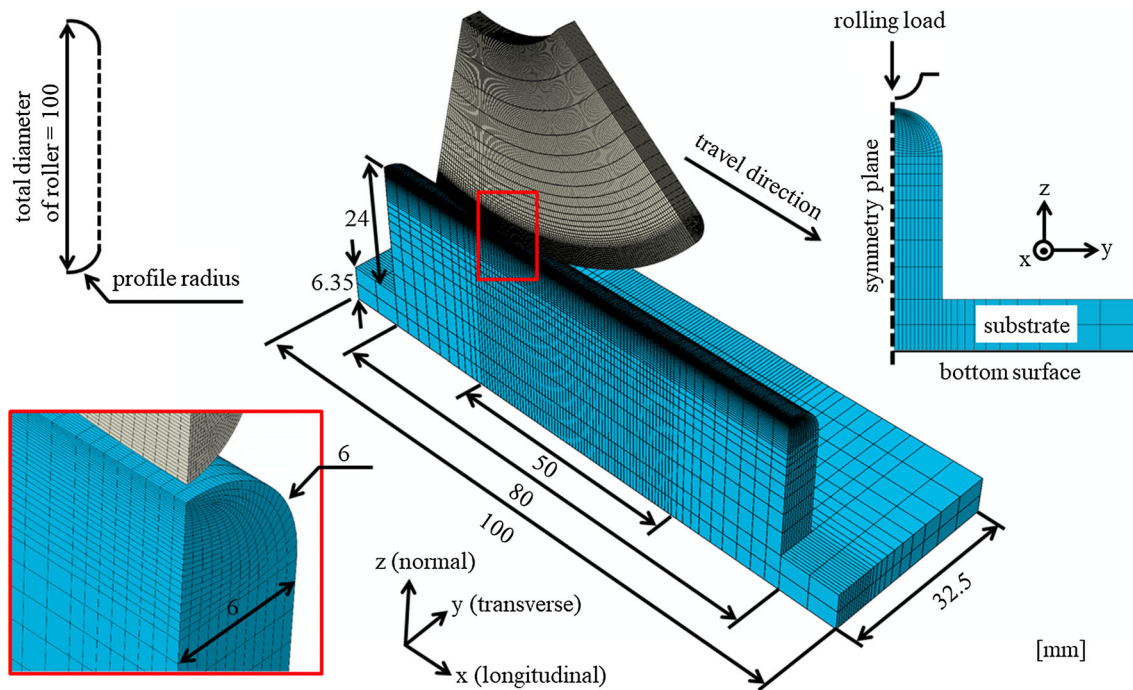 total diameter
of roller = 100
profile radius
24
6.35
travel direction
rolling load
symmetry plane
z
x
y
substrate
bottom surface
6
6
50
80
100
32.5
z (normal)
y (transverse)
x (longitudinal)
[mm]